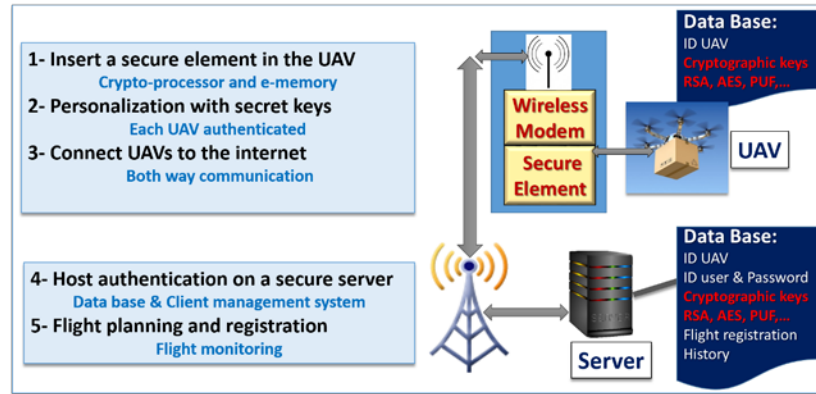 1- Insert a secure element in the UAV
Crypto-processor and e-memory
2- Personalization with secret keys
Each UAV authenticated
3- Connect UAVs to the internet
Both way communication
4- Host authentication on a secure server
Data base & Client management system
5- Flight planning and registration
Flight monitoring
Wireless
Modem
Secure
Element
Data Base:
ID UAV
Cryptographic keys
RSA, AES, PUF,...
UAV
Data Base:
ID UAV
ID user & Password
Cryptographic keys
RSA, AES, PUF,...
Flight registration
History
Server